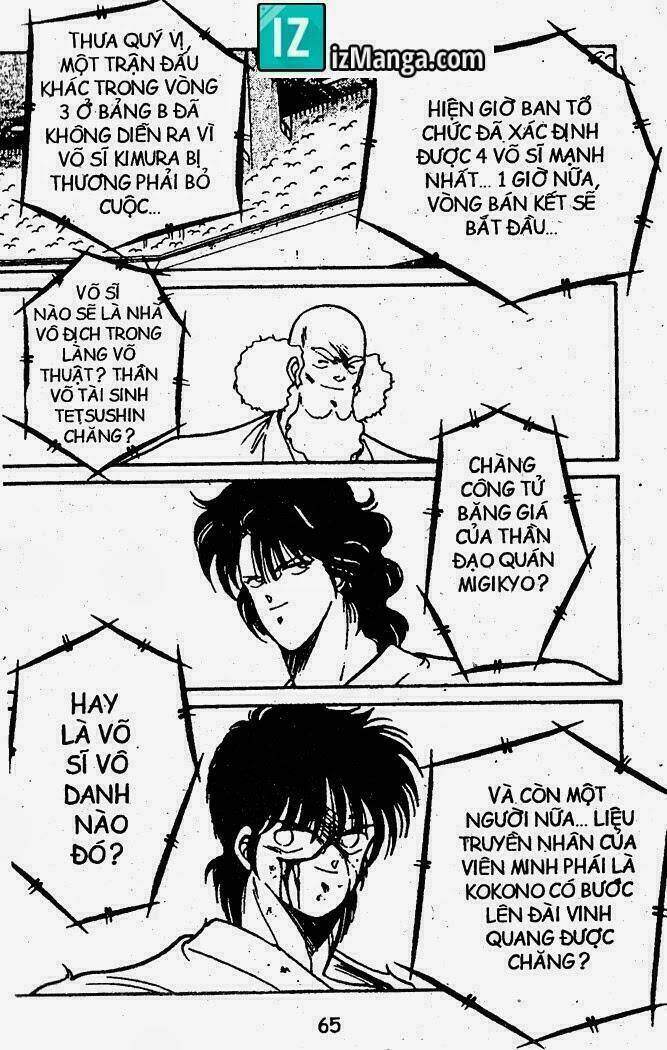 IZ
izManga.com
THƯA QUÝ VỊ,
MỘT TRẬN ĐẤU
KHÁC TRONG VÒNG
3 Ở BẢNG B ĐÃ
KHÔNG DIỄN RA VÌ
VÕ SĨ KIMURA BỊ
THƯƠNG PHẢI BỎ
CUỘC...
HIỆN GIỜ BAN TỔ
CHỨC ĐÃ XÁC ĐỊNH
ĐƯỢC 4 VÕ SĨ MẠNH
NHẤT... 1 GIỜ NỮA,
VÒNG BÁN KẾT SẼ
BẮT ĐẦU...
VÕ SĨ
NÀO SẼ LÀ NHÀ
VÔ ĐỊCH TRONG
LÀNG VÕ
THUẬT? THẦN
VÕ TÀI SINH
TETSUSHIN
CHĂNG?
CHÀNG
CÔNG TỬ
BĂNG GIÁ
CỦA THẦN
ĐẠO QUÁN
MIGIKYO?
HAY
LÀ VÕ
SĨ VÔ
DANH
NÀO
ĐÓ?
VÀ CÒN MỘT
NGƯỜI NỮA... LIỆU
TRUYỀN NHÂN CỦA
VIÊN MINH PHÁI LÀ
KOKONO CÓ BƯỚC
LÊN ĐÀI VINH
QUANG ĐƯỢC
CHĂNG?
65